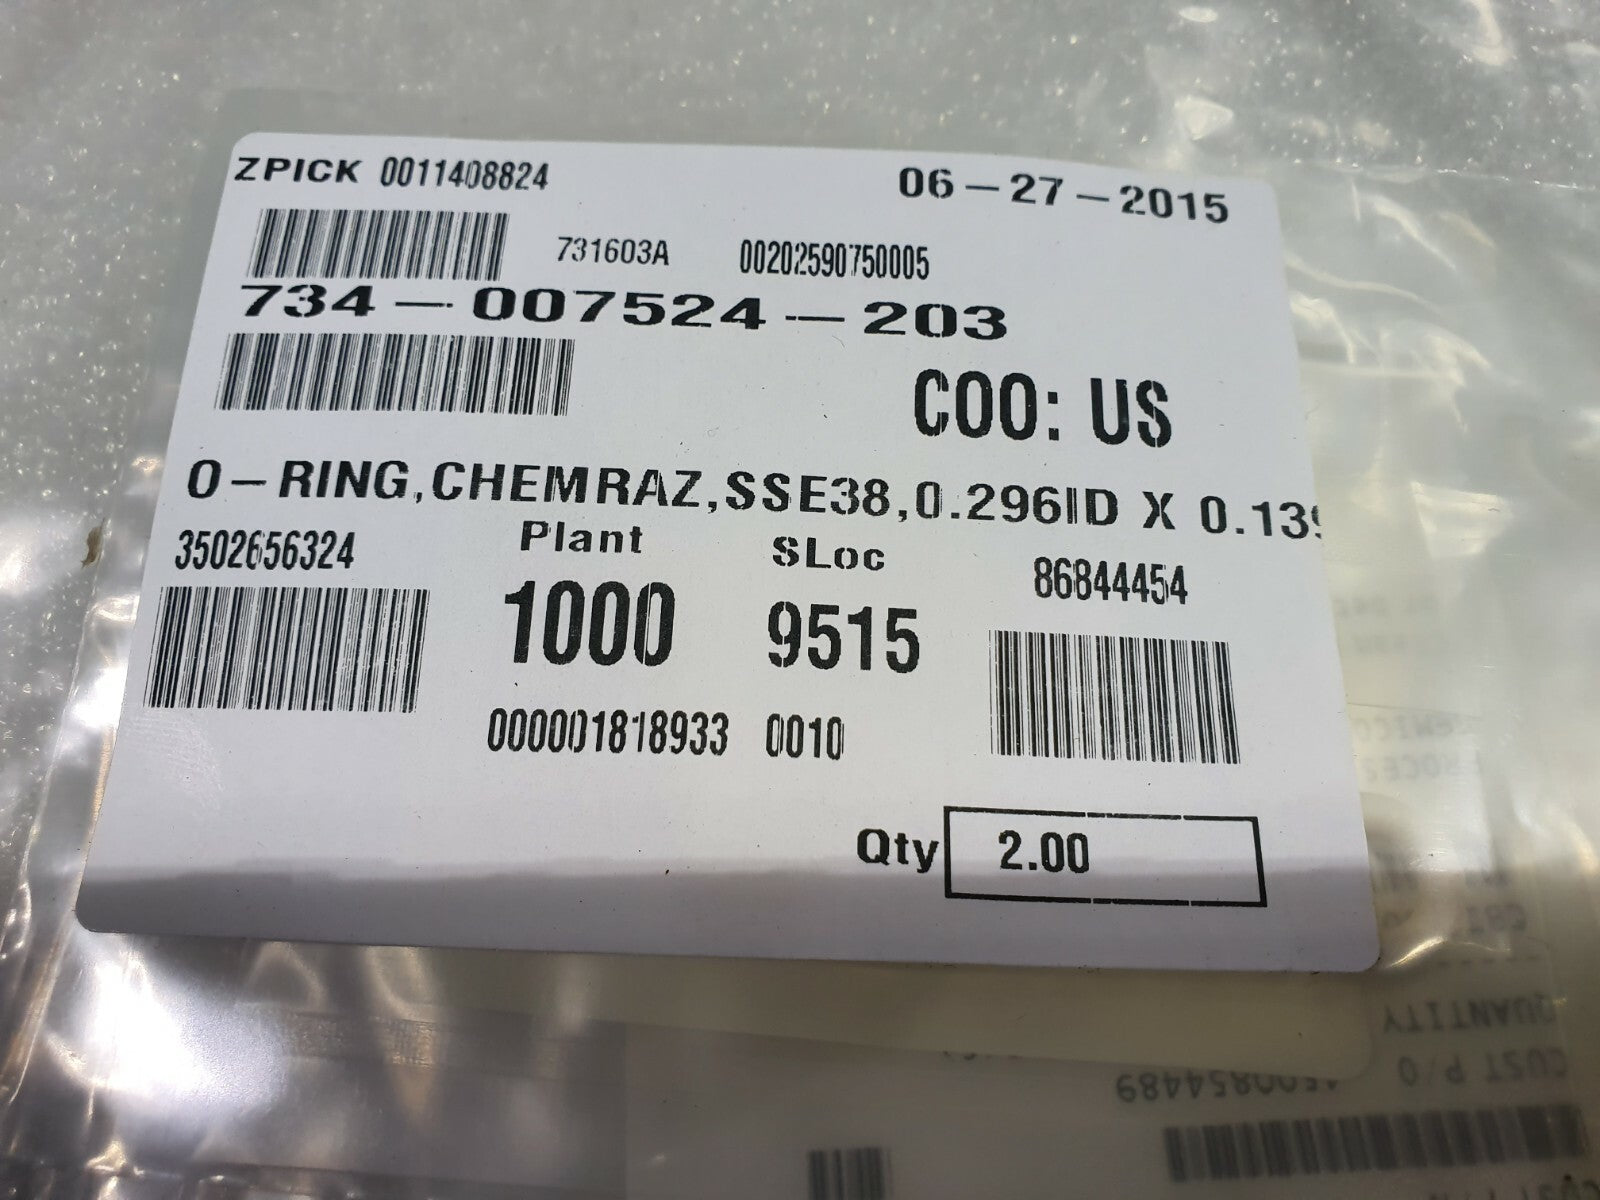 ZPICK 0011408824
06-27-2015
731603A 00202590750005
734-007524-203
COO: US
O-RING,CHEMRAZ,SSE38,0.296ID X 0.139
3502656324
Plant
SLoc
86844454
1000
9515
000001818933 0010
Qty 2.00
QUANTITY
CUST P/O 4500854489